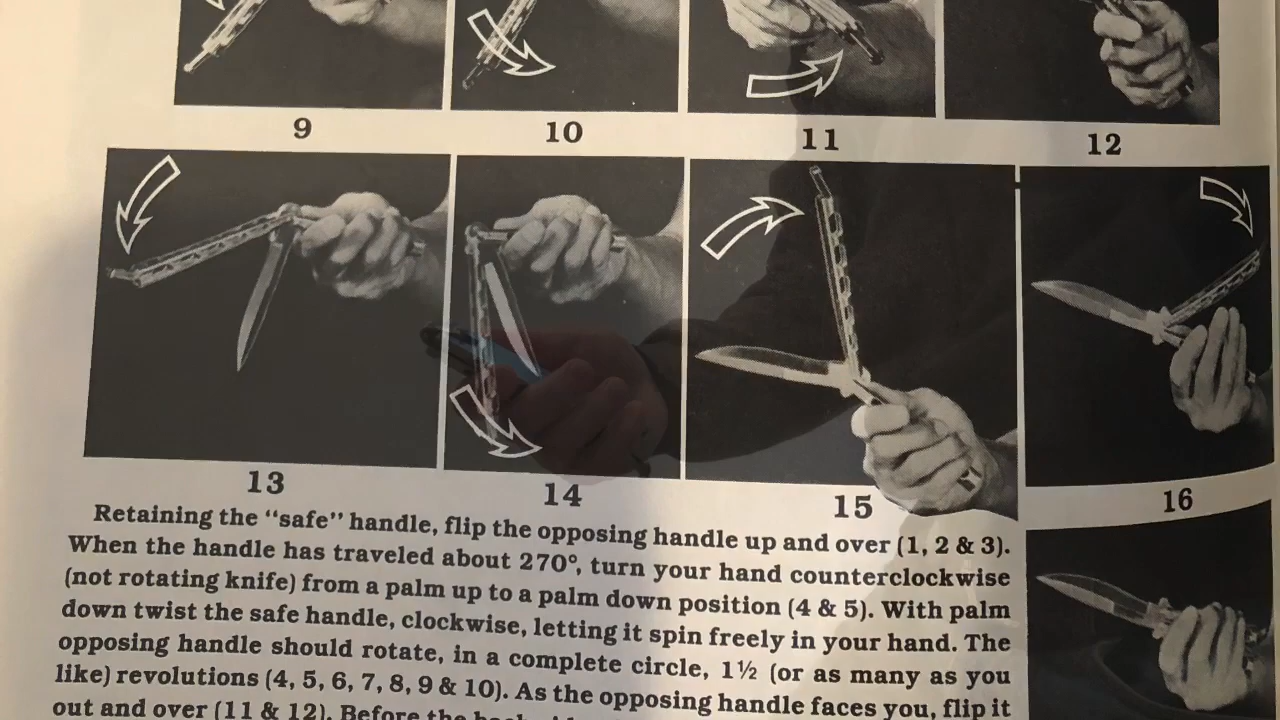 9 10 11 12
13 14 15 16
Retaining the “safe” handle, flip the opposing handle up and over (1, 2 & 3).
When the handle has traveled about 270°, turn your hand counterclockwise
(not rotating knife) from a palm up to a palm down position (4 & 5). With palm
down twist the safe handle, clockwise, letting it spin freely in your hand. The
opposing handle should rotate, in a complete circle, 1½ (or as many as you
like) revolutions (4, 5, 6, 7, 8, 9 & 10). As the opposing handle faces you, flip it
out and over (11 & 12). Before the